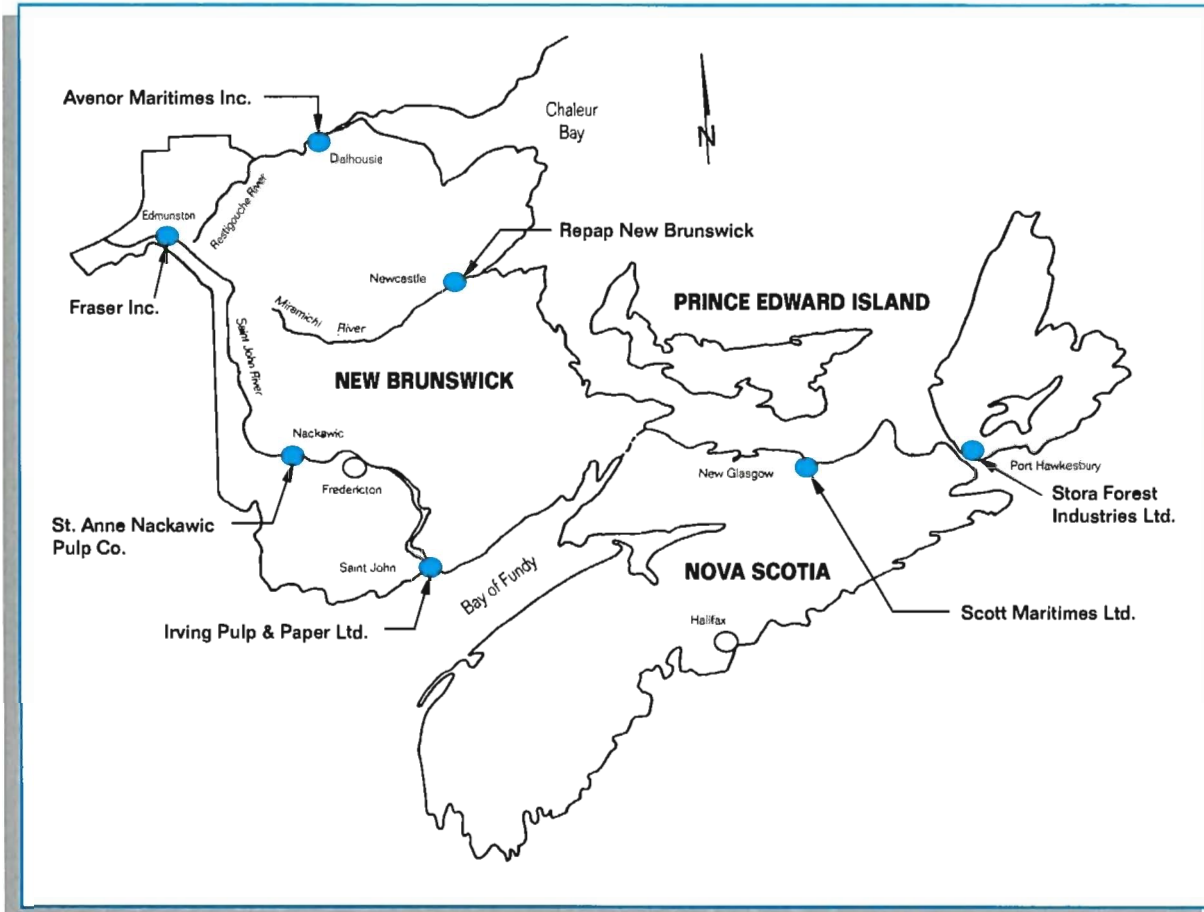 Avenor Maritimes Inc.
Chaleur
Bay
N
Dalhousie
Restigouche River
Edmunston
Repap New Brunswick
Newcastle
Fraser Inc.
PRINCE EDWARD ISLAND
Miramichi River
Saint John River
NEW BRUNSWICK
Nackawic
Fredericton
New Glasgow
Port Hawkesbury
Stora Forest
Industries Ltd.
St. Anne Nackawic
Pulp Co.
Saint John
Bay of Fundy
NOVA SCOTIA
Scott Maritimes Ltd.
Irving Pulp & Paper Ltd.
Halifax